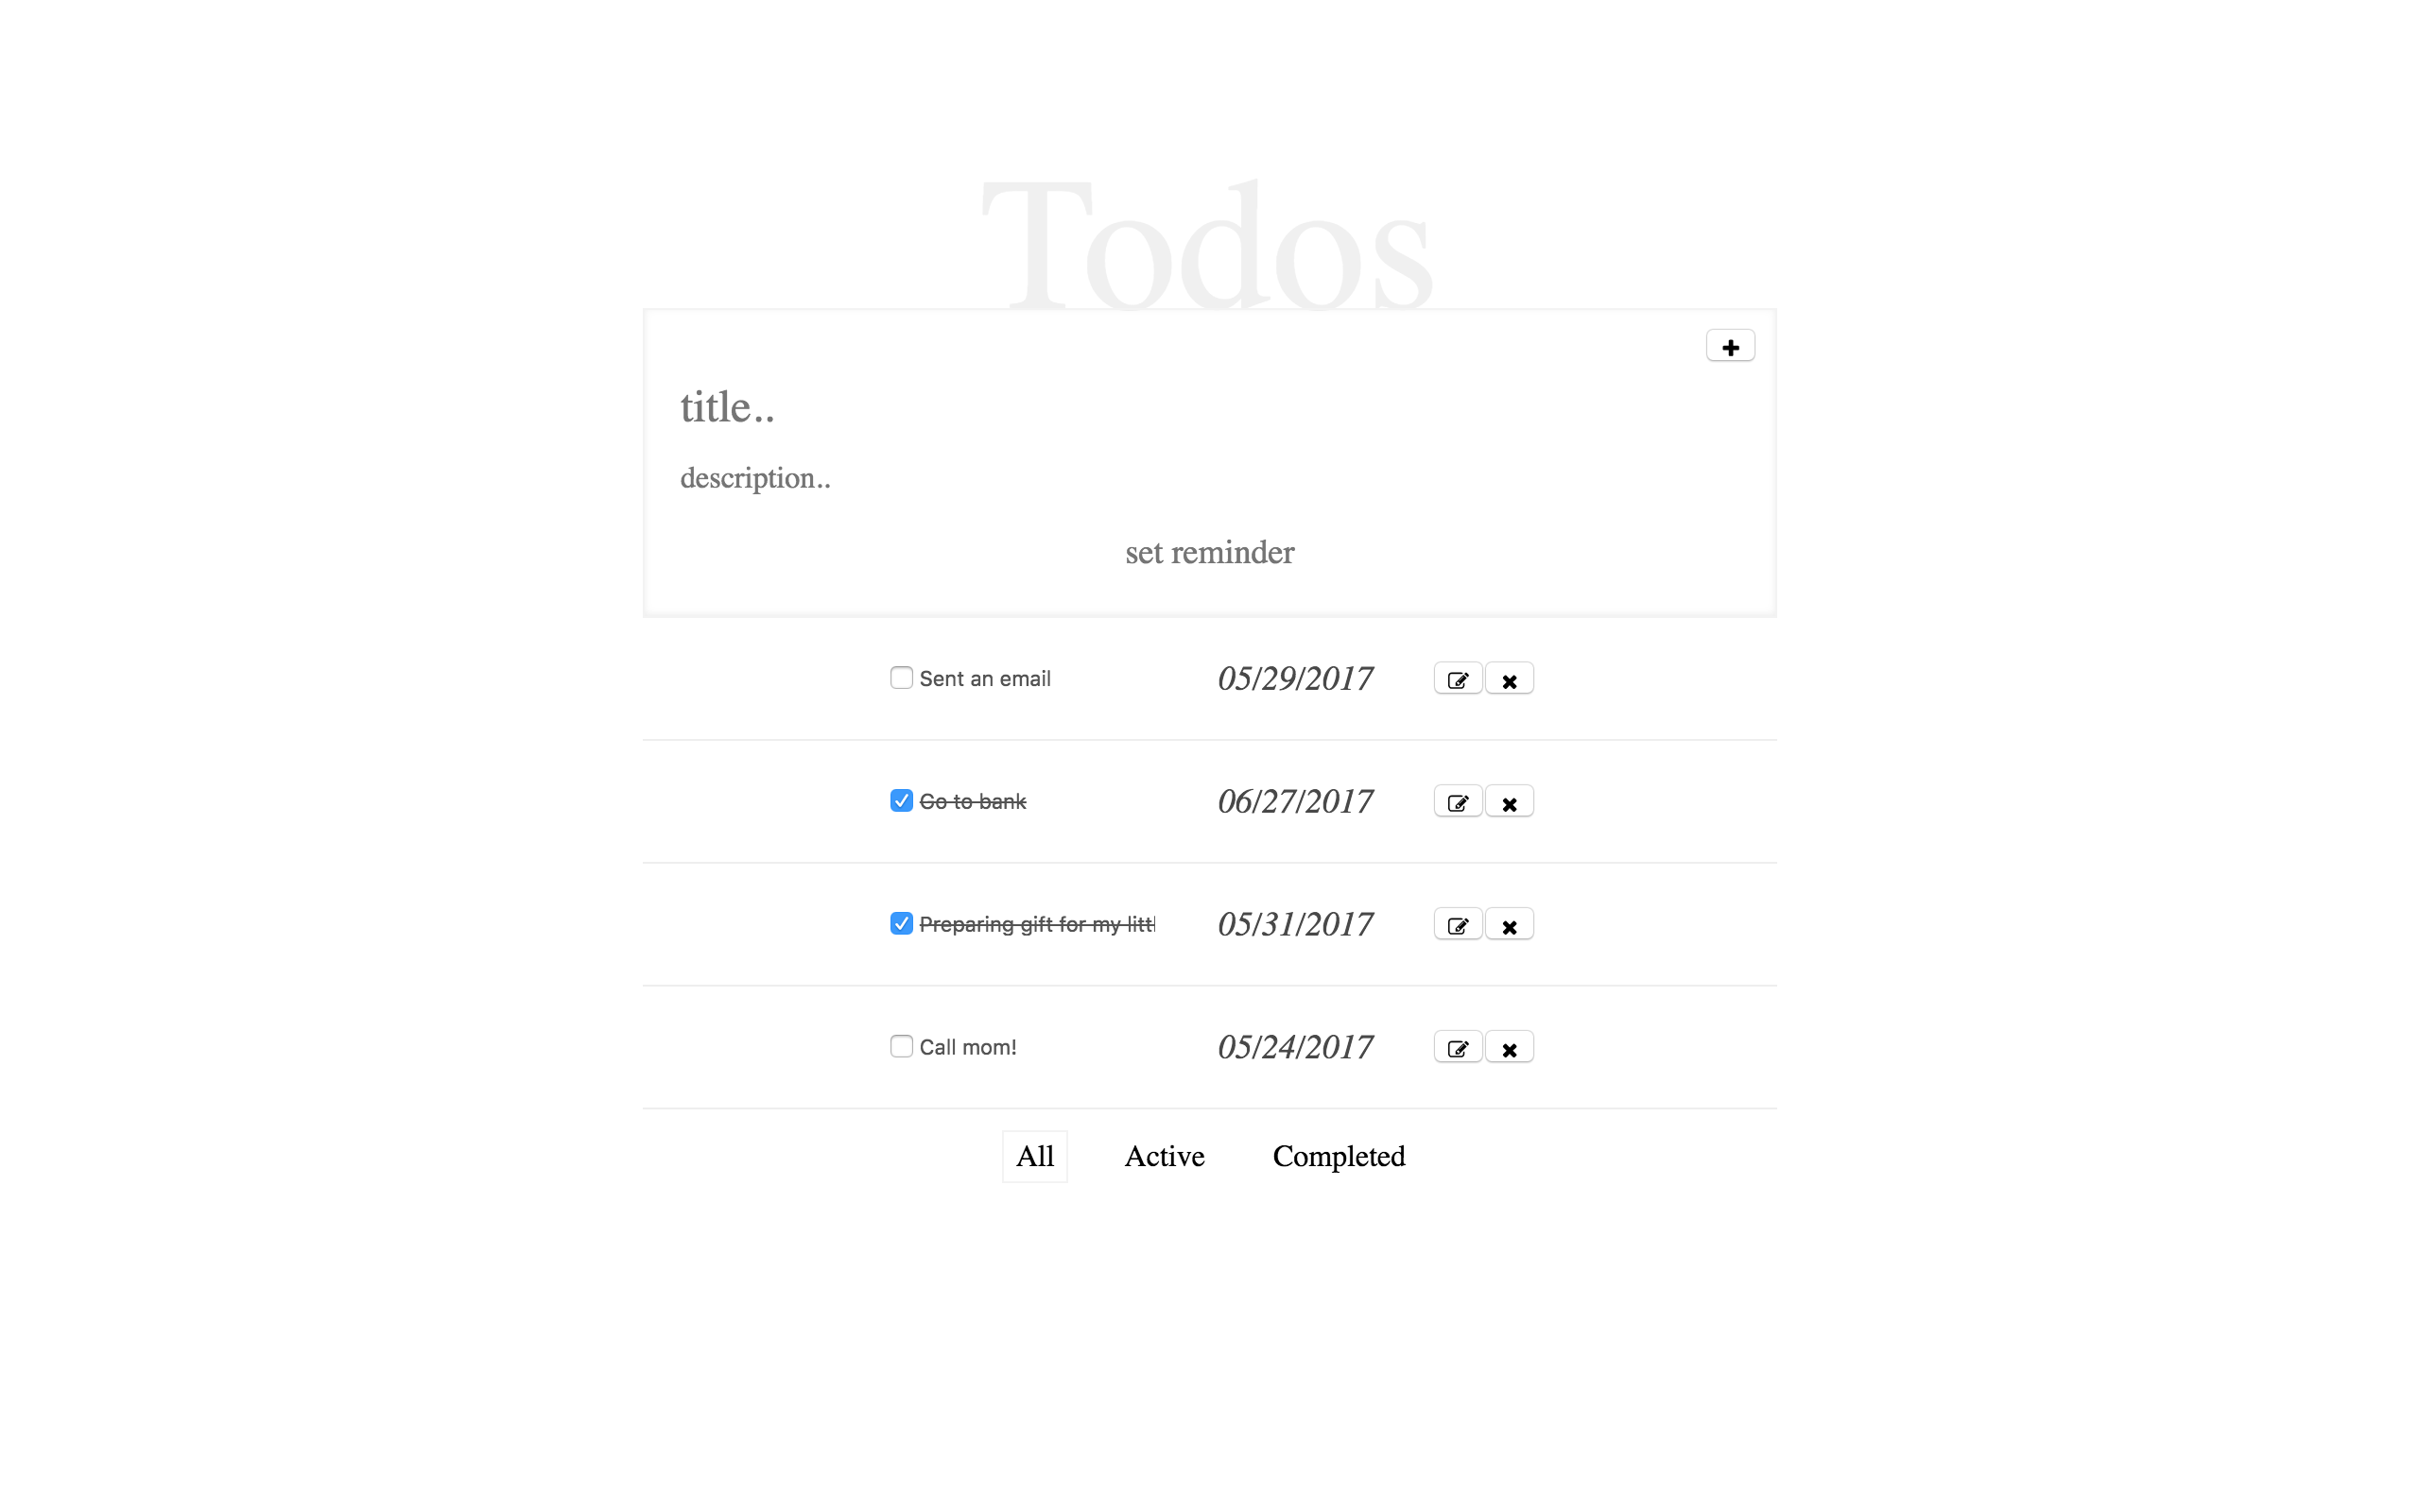 Todos
title..
description..
set reminder
Sent an email 05/29/2017
Go to bank 06/27/2017
Preparing gift for my 05/31/2017
Call mom! 05/24/2017
All Active Completed